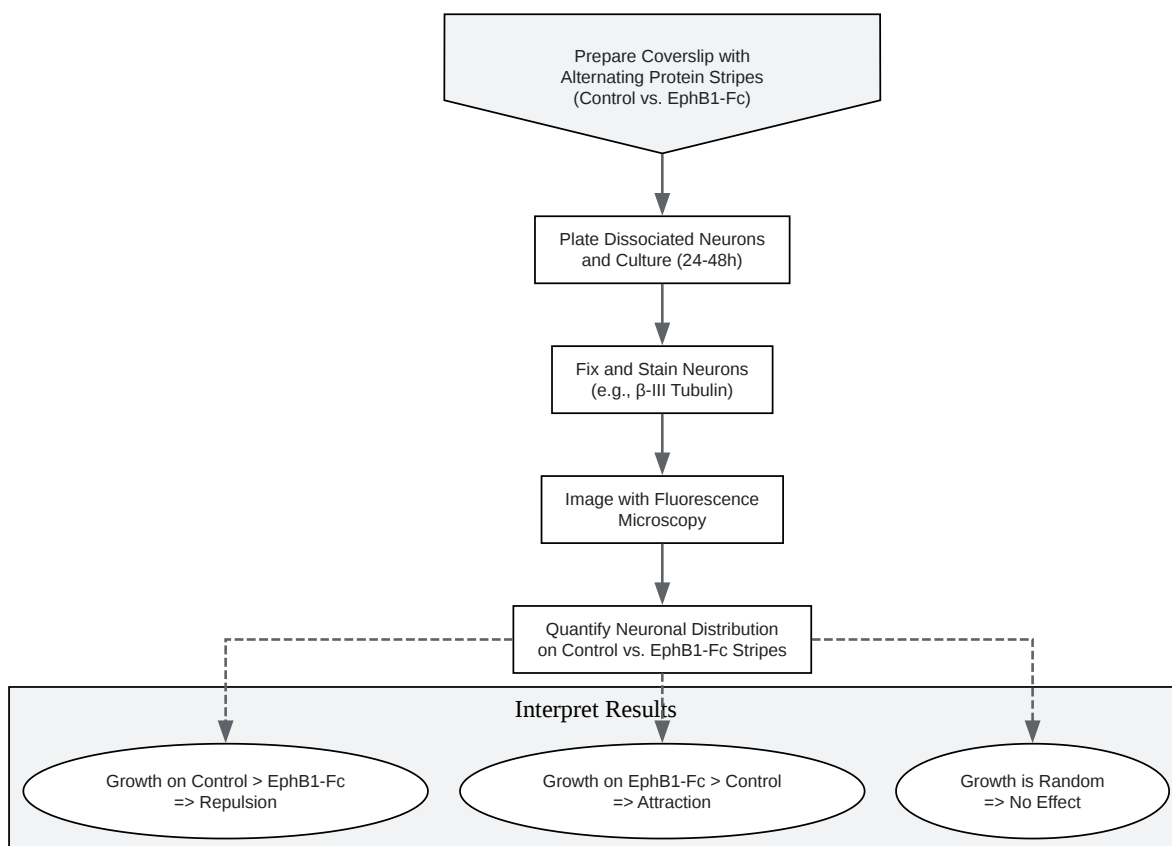 Prepare Coverslip with
Alternating Protein Stripes
(Control vs. EphB1-Fc)
Plate Dissociated Neurons
and Culture (24-48h)
Fix and Stain Neurons
(e.g., β-III Tubulin)
Image with Fluorescence
Microscopy
Quantify Neuronal Distribution
on Control vs. EphB1-Fc Stripes
Interpret Results
Growth on Control > EphB1-Fc
=> Repulsion
Growth on EphB1-Fc > Control
=> Attraction
Growth is Random
=> No Effect